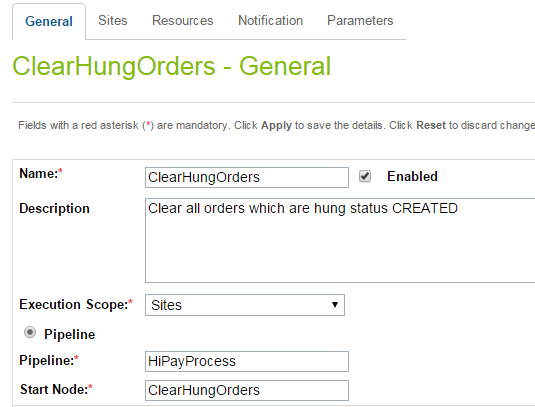 General Sites Resources Notification Parameters
ClearHungOrders - General
Fields with a red asterisk (*) are mandatory. Click Apply to save the details. Click Reset to discard change
Name:* ClearHungOrders Enabled
Description Clear all orders which are hung status CREATED
Execution Scope:* Sites
Pipeline
Pipeline:* HiPayProcess
Start Node:* ClearHungOrders